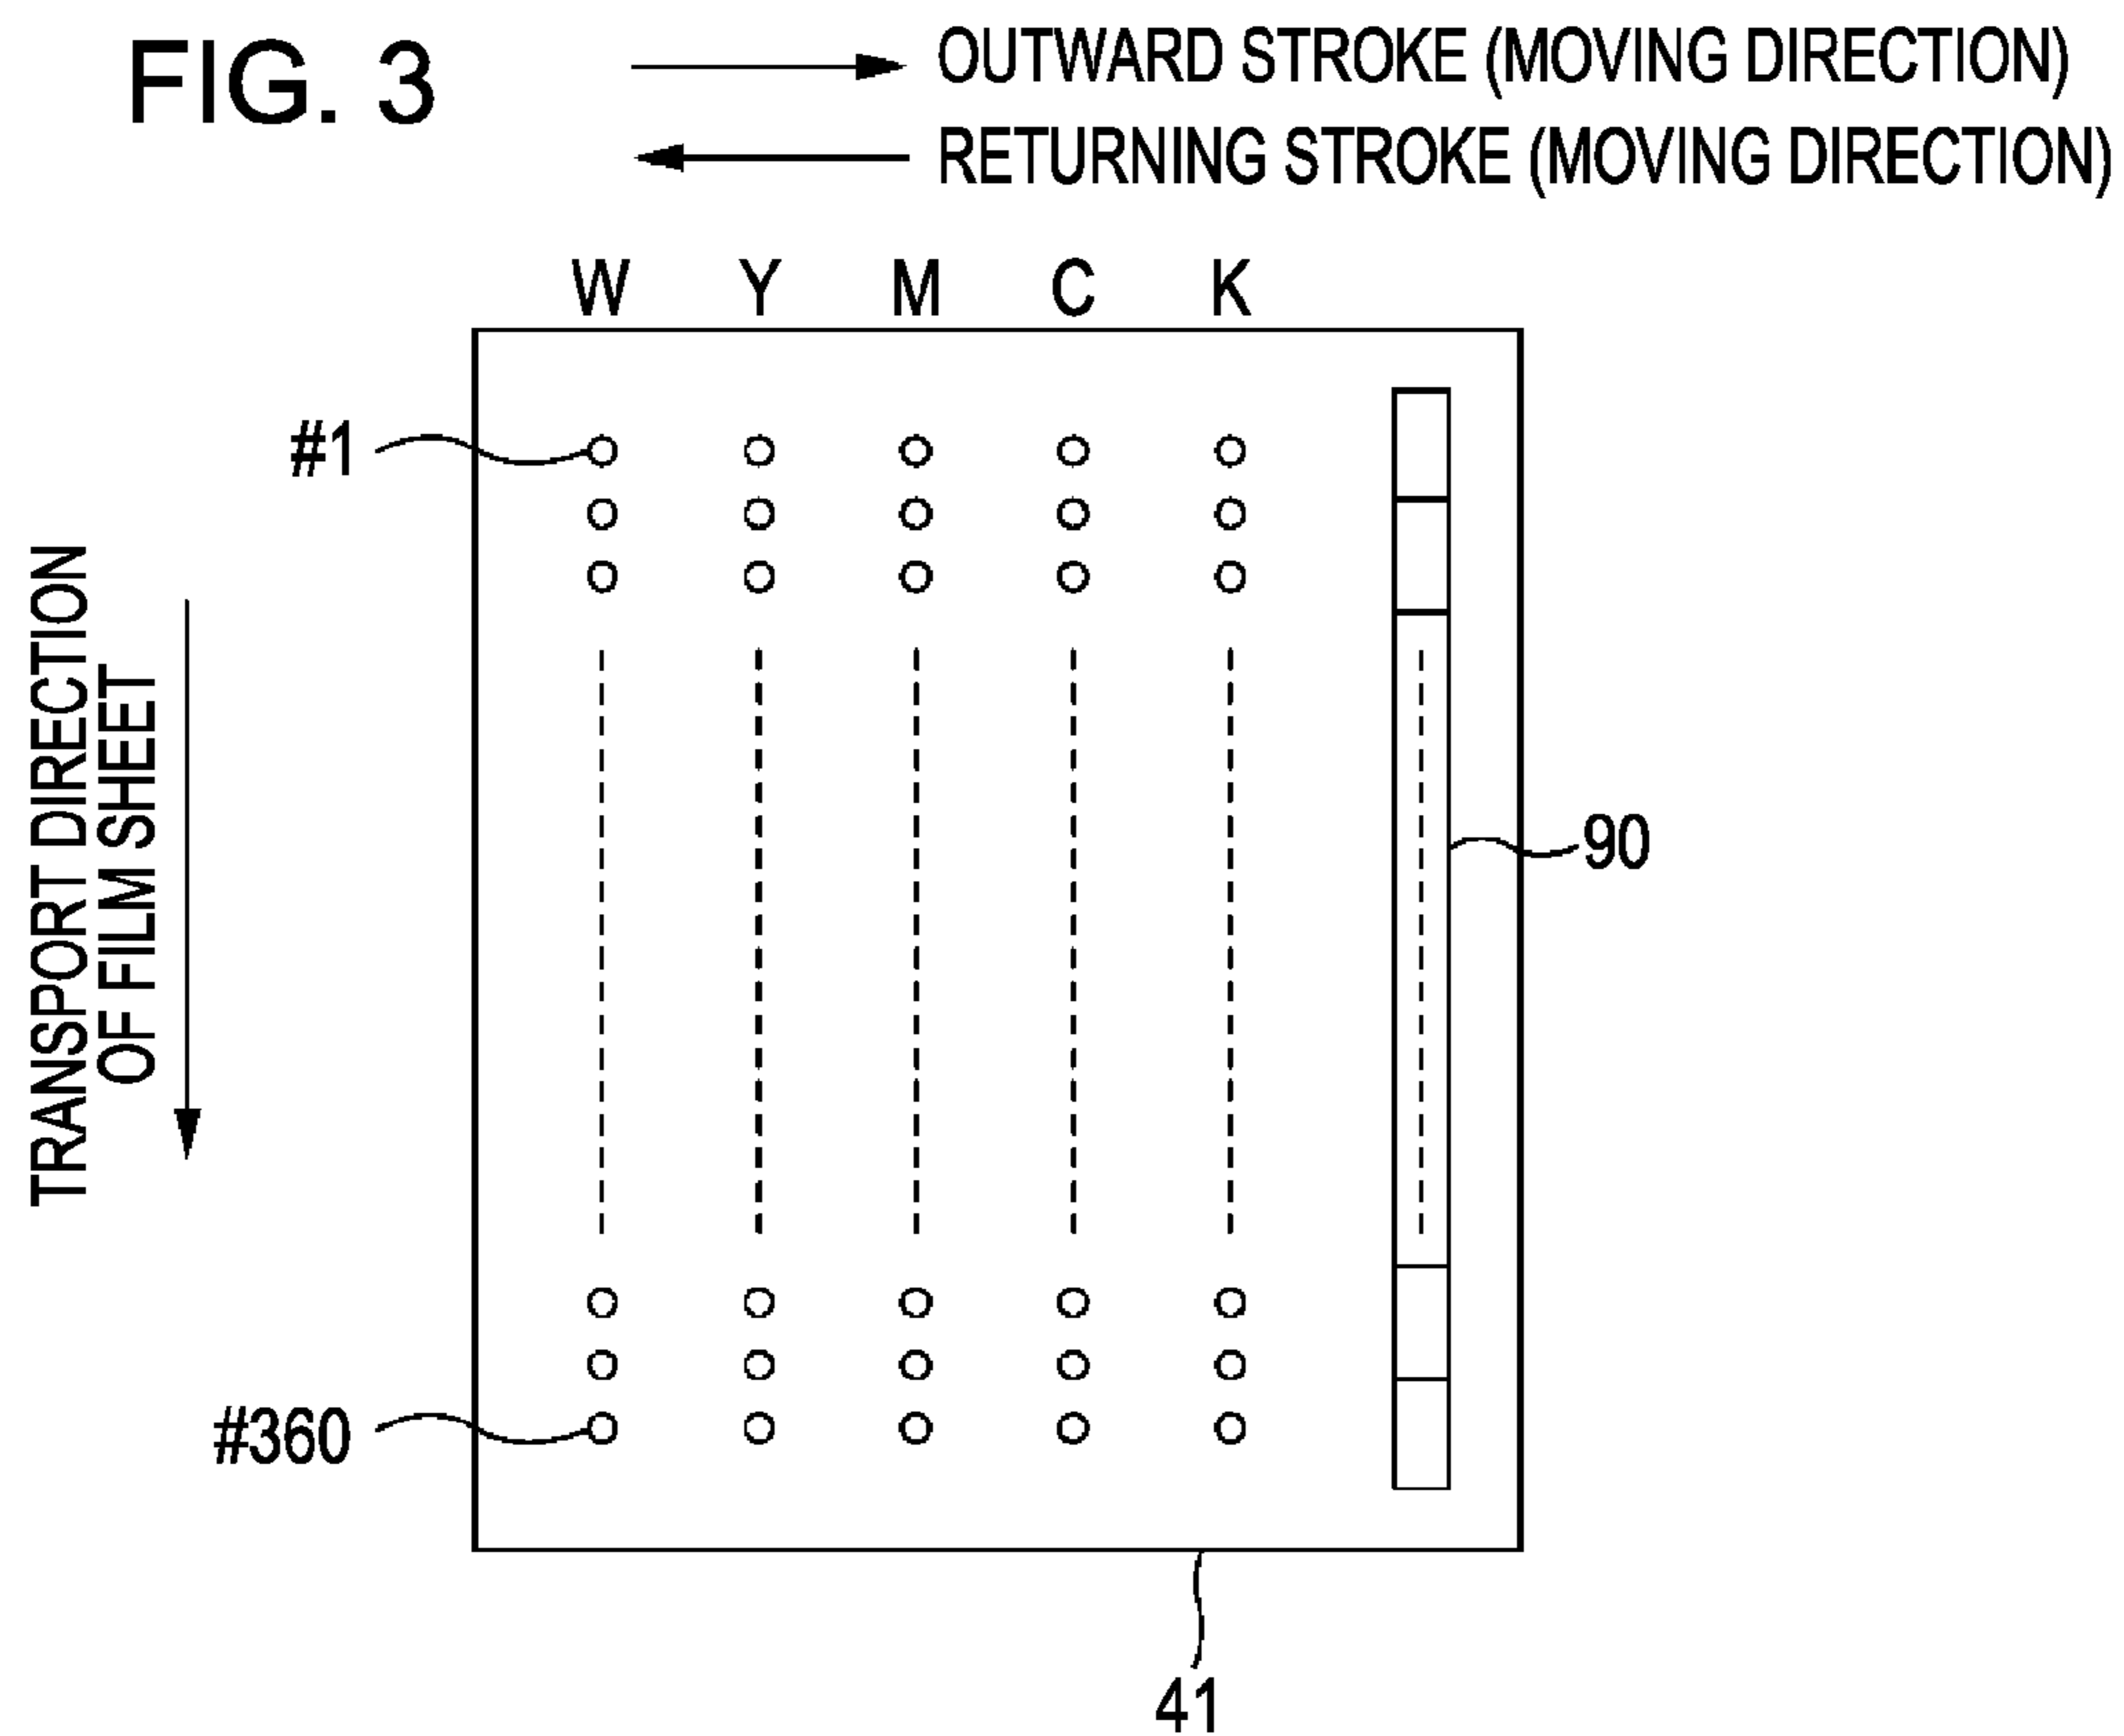 FIG. 3
OUTWARD STROKE (MOVING DIRECTION)
RETURNING STROKE (MOVING DIRECTION)
W Y M C K
#1
TRANSPORT DIRECTION
OF FILM SHEET
90
#360
41